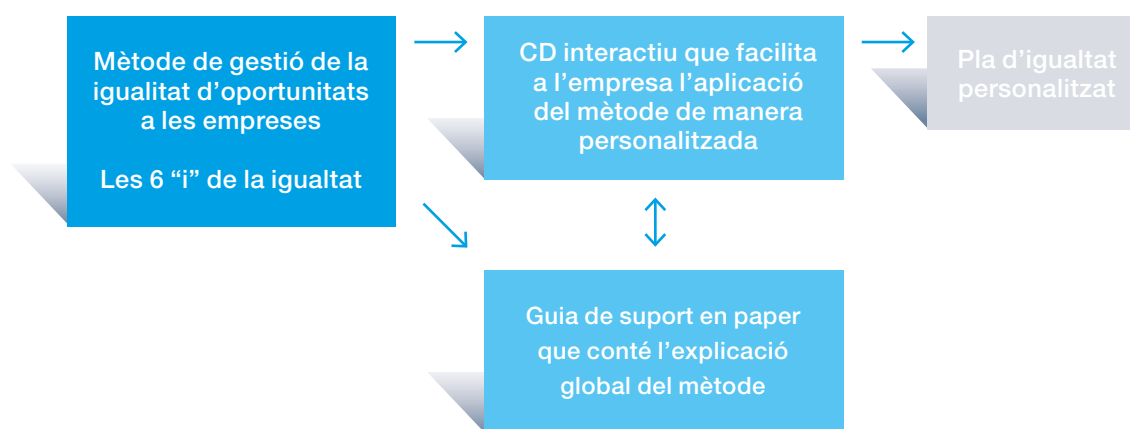 Mètode de gestió de la
igualitat d’oportunitats
a les empreses
Les 6 “i” de la igualtat
CD interactiu que facilita
a l’empresa l’aplicació
del mètode de manera
personalitzada
Pla d’igualtat
personalitzat
Guia de suport en paper
que conté l’explicació
global del mètode